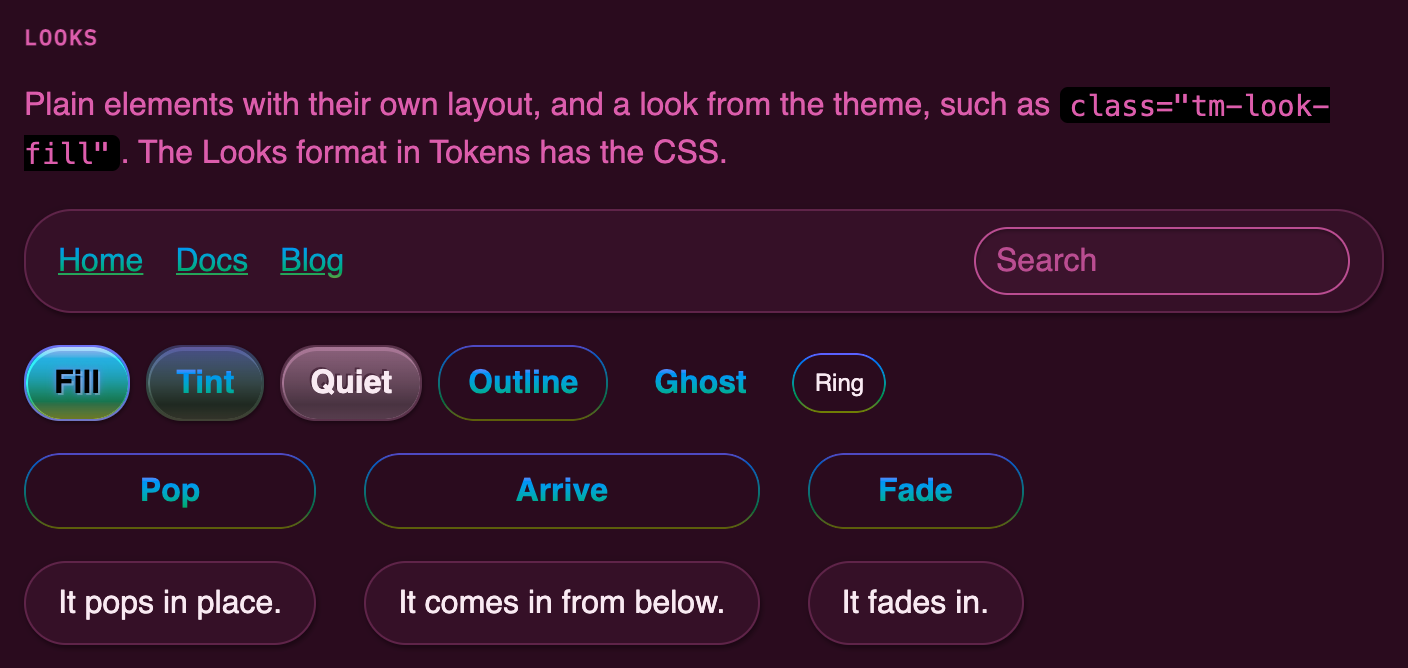 LOOKS
Plain elements with their own layout, and a look from the theme, such as class="tm-look-
fill". The Looks format in Tokens has the CSS.
Home Docs Blog Search
Fill Tint Quiet Outline Ghost Ring
Pop Arrive Fade
It pops in place. It comes in from below. It fades in.